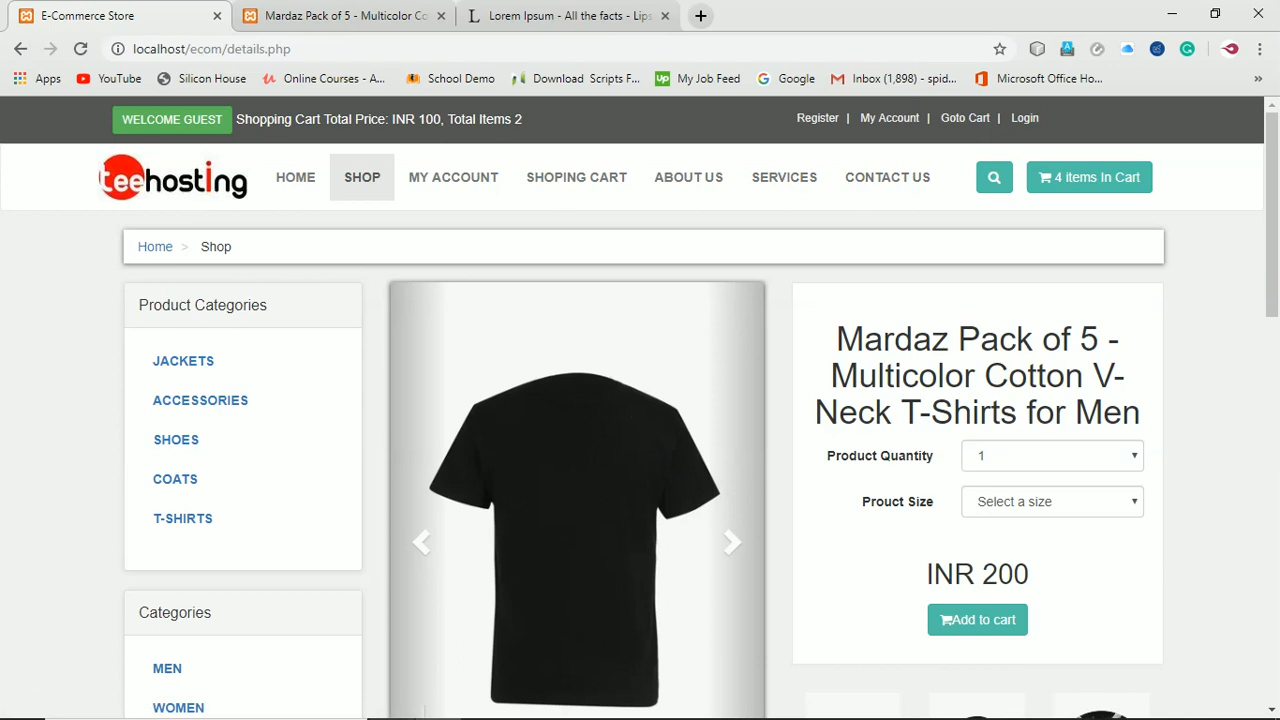 E-Commerce Store
Mardaz Pack of 5 - Multicolor Co
Lorem Ipsum - All the facts - Lips
localhost/ecom/details.php
Apps
YouTube
Silicon House
Online Courses - A...
School Demo
Download Scripts F...
Up
My Job Feed
Google
Inbox (1,898) - spid...
Microsoft Office Ho...
WELCOME GUEST
Shopping Cart Total Price: INR 100, Total Items 2
Register |
My Account |
Goto Cart |
Login
teehosting
HOME
SHOP
MY ACCOUNT
SHOPING CART
ABOUT US
SERVICES
CONTACT US
4 items In Cart
Home > Shop
Product Categories
JACKETS
ACCESSORIES
SHOES
COATS
T-SHIRTS
Categories
MEN
WOMEN
Mardaz Pack of 5 -
Multicolor Cotton V-
Neck T-Shirts for Men
Product Quantity
1
Prouct Size
Select a size
INR 200
Add to cart